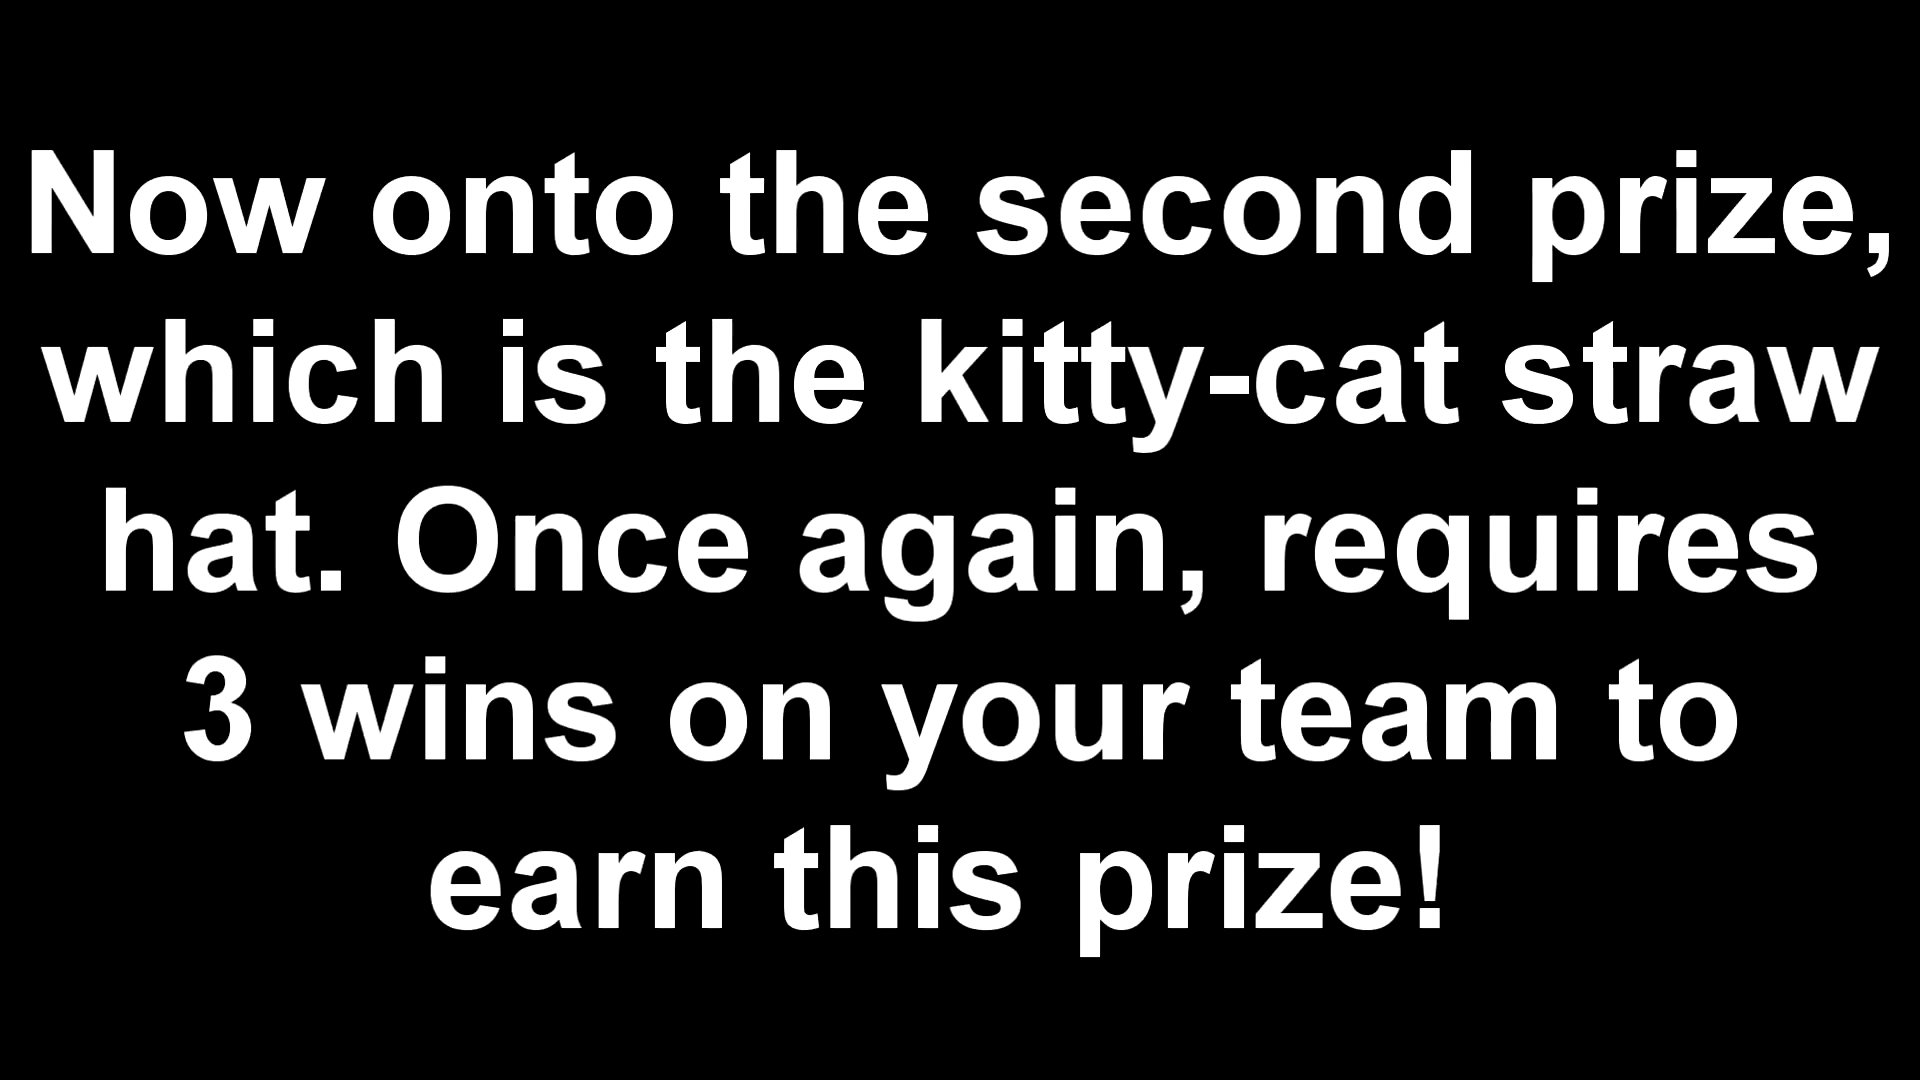 Now onto the second prize,
which is the kitty-cat straw
hat. Once again, requires
3 wins on your team to
earn this prize!